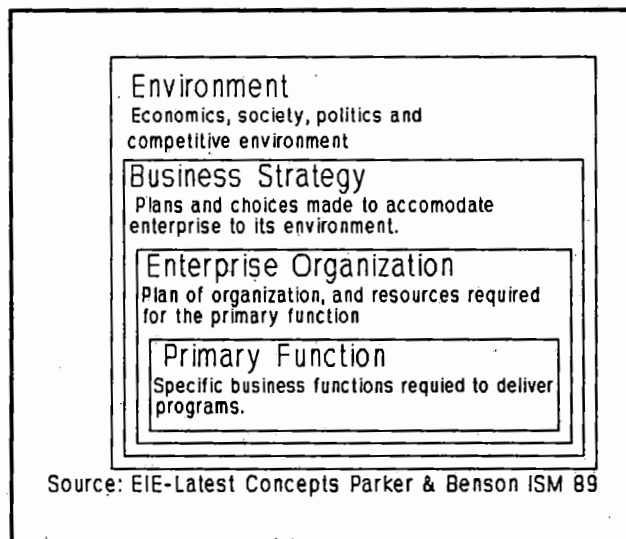 Environment
Economics, society, politics and
competitive environment
Business Strategy
Plans and choices made to accomodate
enterprise to its environment.
Enterprise Organization
Plan of organization, and resources required
for the primary function
Primary Function
Specific business functions requied to deliver
programs.
Source: EIE-Latest Concepts Parker & Benson ISM 89